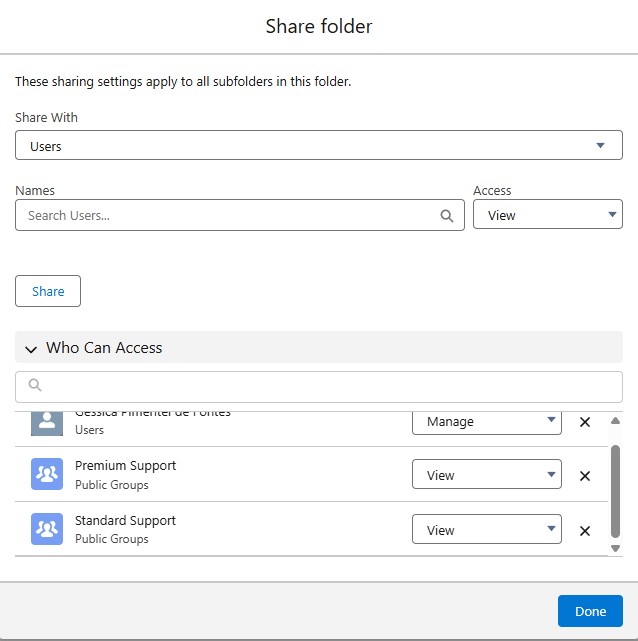 Share folder
These sharing settings apply to all subfolders in this folder.
Share With
Users
Names
Access
Search Users...
View
Share
Who Can Access
Gessica Pimentel de Fontes
Manage
Users
Premium Support
View
Public Groups
Standard Support
View
Public Groups
Done